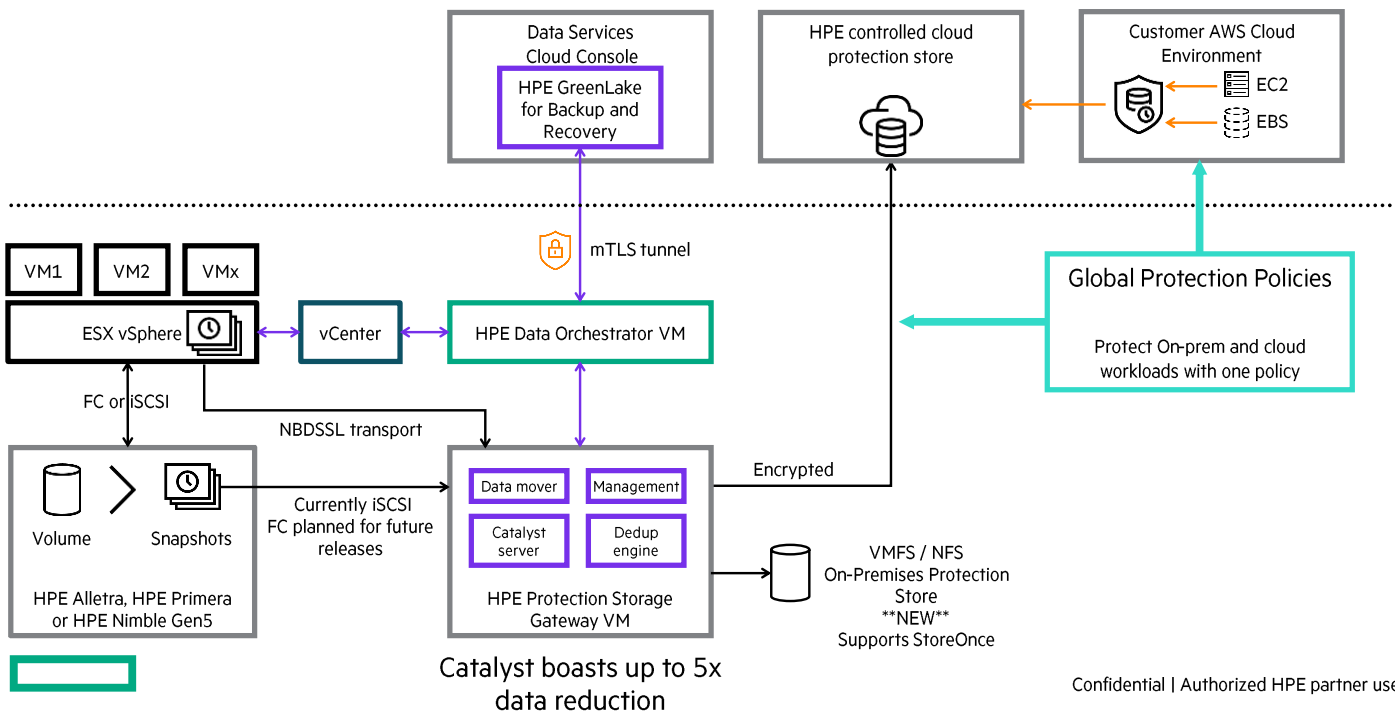 Data Services
Cloud Console
HPE GreenLake
for Backup and
Recovery
HPE controlled cloud
protection store
Customer AWS Cloud
Environment
EC2
EBS
mTLS tunnel
VM1
VM2
VMx
ESX vSphere
vCenter
HPE Data Orchestrator VM
Global Protection Policies
Protect On-prem and cloud
workloads with one policy
FC or iSCSI
NBDSSL transport
Volume
Snapshots
HPE Alletra, HPE Primera
or HPE Nimble Gen5
Currently iSCSI
FC planned for future
releases
Data mover
Management
Catalyst
server
Dedup
engine
HPE Protection Storage
Gateway VM
Encrypted
VMFS / NFS
On-Premises Protection
Store
**NEW**
Supports StoreOnce
Catalyst boasts up to 5x
data reduction
Confidential | Authorized HPE partner use